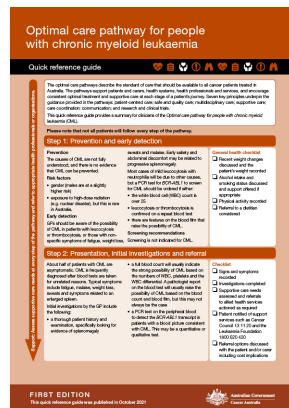 Optimal care pathway for people
with chronic myeloid leukaemia
Quick reference guide
The optimal care pathways describe the standard of care that should be available to all cancer patients treated in
Australia. The pathways support patients and carers, health systems, health professionals and services, and encourage
consistent optimal treatment and supportive care at each stage of a patient's journey. Seven key principles underpin the
guidance provided in the pathways: patient-centred care; safe and quality care; multidisciplinary care; supportive care;
care coordination; communication; and research and clinical trials.
This quick reference guide provides a summary for clinicians of the Optimal care pathway for people with chronic myeloid
leukaemia (CML).
Please note that not all patients will follow every step of the pathway.
Support: Assess supportive care needs at every step of the pathway and refer to appropriate health professionals or organisations.
Step 1: Prevention and early detection
Prevention
The causes of CML are not fully
understood, and there is no evidence
that CML can be prevented.
Risk factors
• gender (males are at a slightly
higher risk)
• exposure to high-dose radiation
(e.g. nuclear disaster), but this is rare
in Australia.
Early detection
GPs should be aware of the possibility
of CML in patients with leucocytosis
or thrombocytosis, or those with non-
specific symptoms of fatigue, weight loss,
sweats and malaise. Early satiety and
abdominal discomfort may be related to
progressive splenomegaly.
Most cases of mild leucocytosis with
neutrophilia will be due to other causes,
but a PCR test for BCR-ABL1 to screen
for CML should be ordered if either:
• the white blood (WBC) count is
over 20
• leucocytosis or thrombocytosis is
confirmed on a repeat blood test
• there are features on the blood film
that raise the possibility of CML.
Screening recommendations
Screening is not indicated for CML.
General health checklist
Recent weight changes
discussed and the
patient's weight recorded
Alcohol intake and
smoking status discussed
and support offered if
appropriate
Physical activity recorded
Referral to a dietitian
considered
Step 2: Presentation, initial investigations and referral
About half of patients with CML are
asymptomatic. CML is frequently
diagnosed after blood tests are taken
for unrelated reasons. Typical symptoms
include fatigue, malaise, weight loss,
sweats and symptoms related to an
enlarged spleen.
Initial investigations by the GP include
the following:
• a thorough patient history and
examination, specifically looking for
evidence of splenomegaly
• a full blood count will usually indicate
the strong possibility of CML based on
the numbers of WBC, platelets and the
WBC differential. A pathologist report
on the blood test will usually raise the
possibility of CML based on the blood
count and blood film, but this may
not always be the case
• a PCR test on the peripheral blood
to detect the BCR-ABL1 transcript in
patients with a blood picture consistent
with CML. This may be a quantitative or
qualitative test.
Checklist
Signs and symptoms
recorded
Investigations completed
Supportive care needs
assessed and referrals
to allied health
services actioned as
required
Patient notified of support
services such as Cancer
Council 13 11 20 and the
Leukaemia Foundation
1800 620 420
Referral options discussed
with the patient and/or carer
including cost implications
FIRST EDITION
This quick reference guide was published in October 2021
Australian Government
Cancer Australia